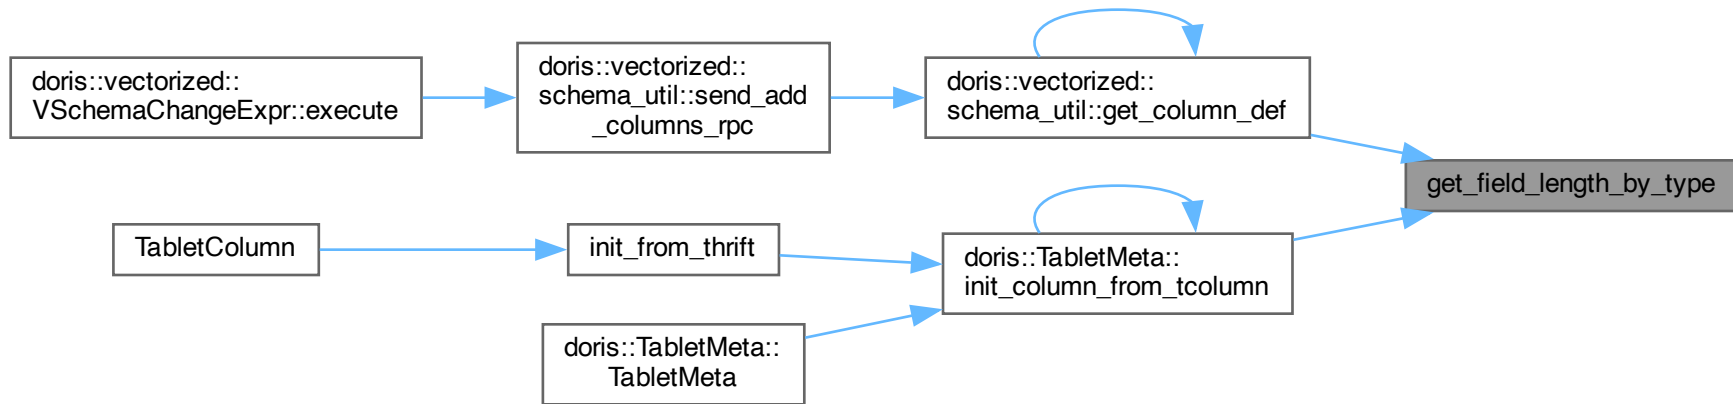 doris::vectorized::
VSchemaChangeExpr::execute
doris::vectorized::
schema_util::send_add
_columns_rpc
doris::vectorized::
schema_util::get_column_def
get_field_length_by_type
TabletColumn
init_from_thrift
doris::TabletMeta::
init_column_from_tcolumn
doris::TabletMeta::
TabletMeta